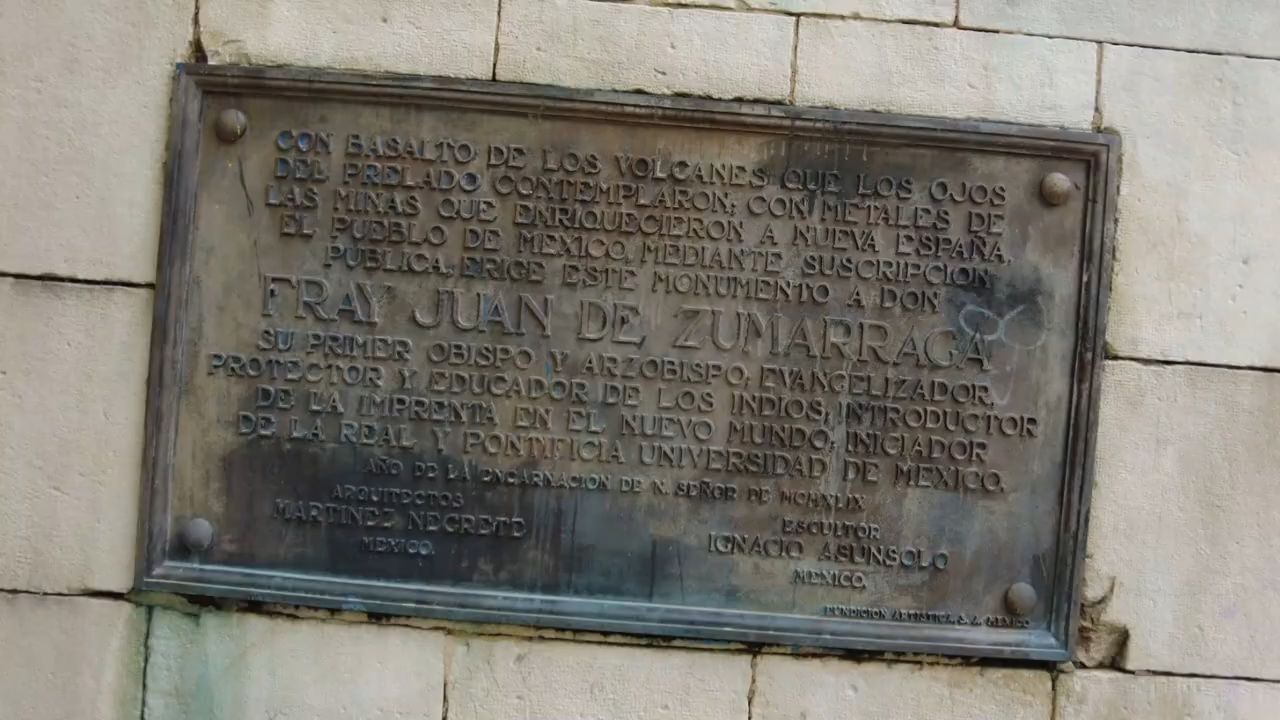 CON BASALTO DE LOS VOLCANES QUE LOS OJOS
DEL PRELADO CONTEMPLARON; CON METALES DE
LAS MINAS QUE ENRIQUECIERON A NUEVA ESPAÑA,
EL PUEBLO DE MEXICO, MEDIANTE SUSCRIPCION
PUBLICA, ERIGE ESTE MONUMENTO A DON
FRAY JUAN DE ZUMARRAGA
SU PRIMER OBISPO Y ARZOBISPO; EVANGELIZADOR,
PROTECTOR Y EDUCADOR DE LOS INDIOS; INTRODUCTOR
DE LA IMPRENTA EN EL NUEVO MUNDO; INICIADOR
DE LA REAL Y PONTIFICIA UNIVERSIDAD DE MEXICO.
AÑO DE LA ENCARNACION DE N. SEÑOR DE MCMXLIX
ARQUITECTOS
MARTINEZ NEGRETE
MEXICO.
ESCULTOR
IGNACIO ASUNSOLO
MEXICO.
FUNDICION ARTISTICA, S. A. MEXICO